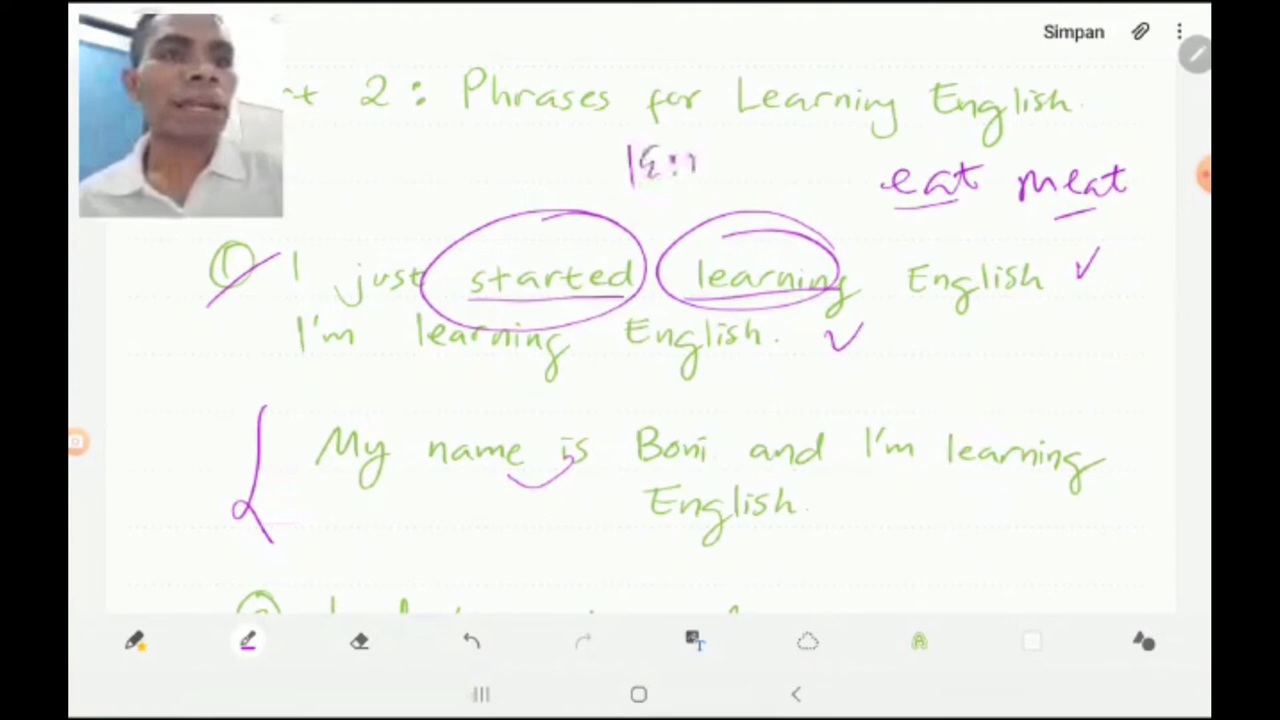 Simpan
2: Phrases for Learning English.
eat meat
① I just started learning English ✓
I'm learning English. ✓
My name is Boni and I'm learning
English.